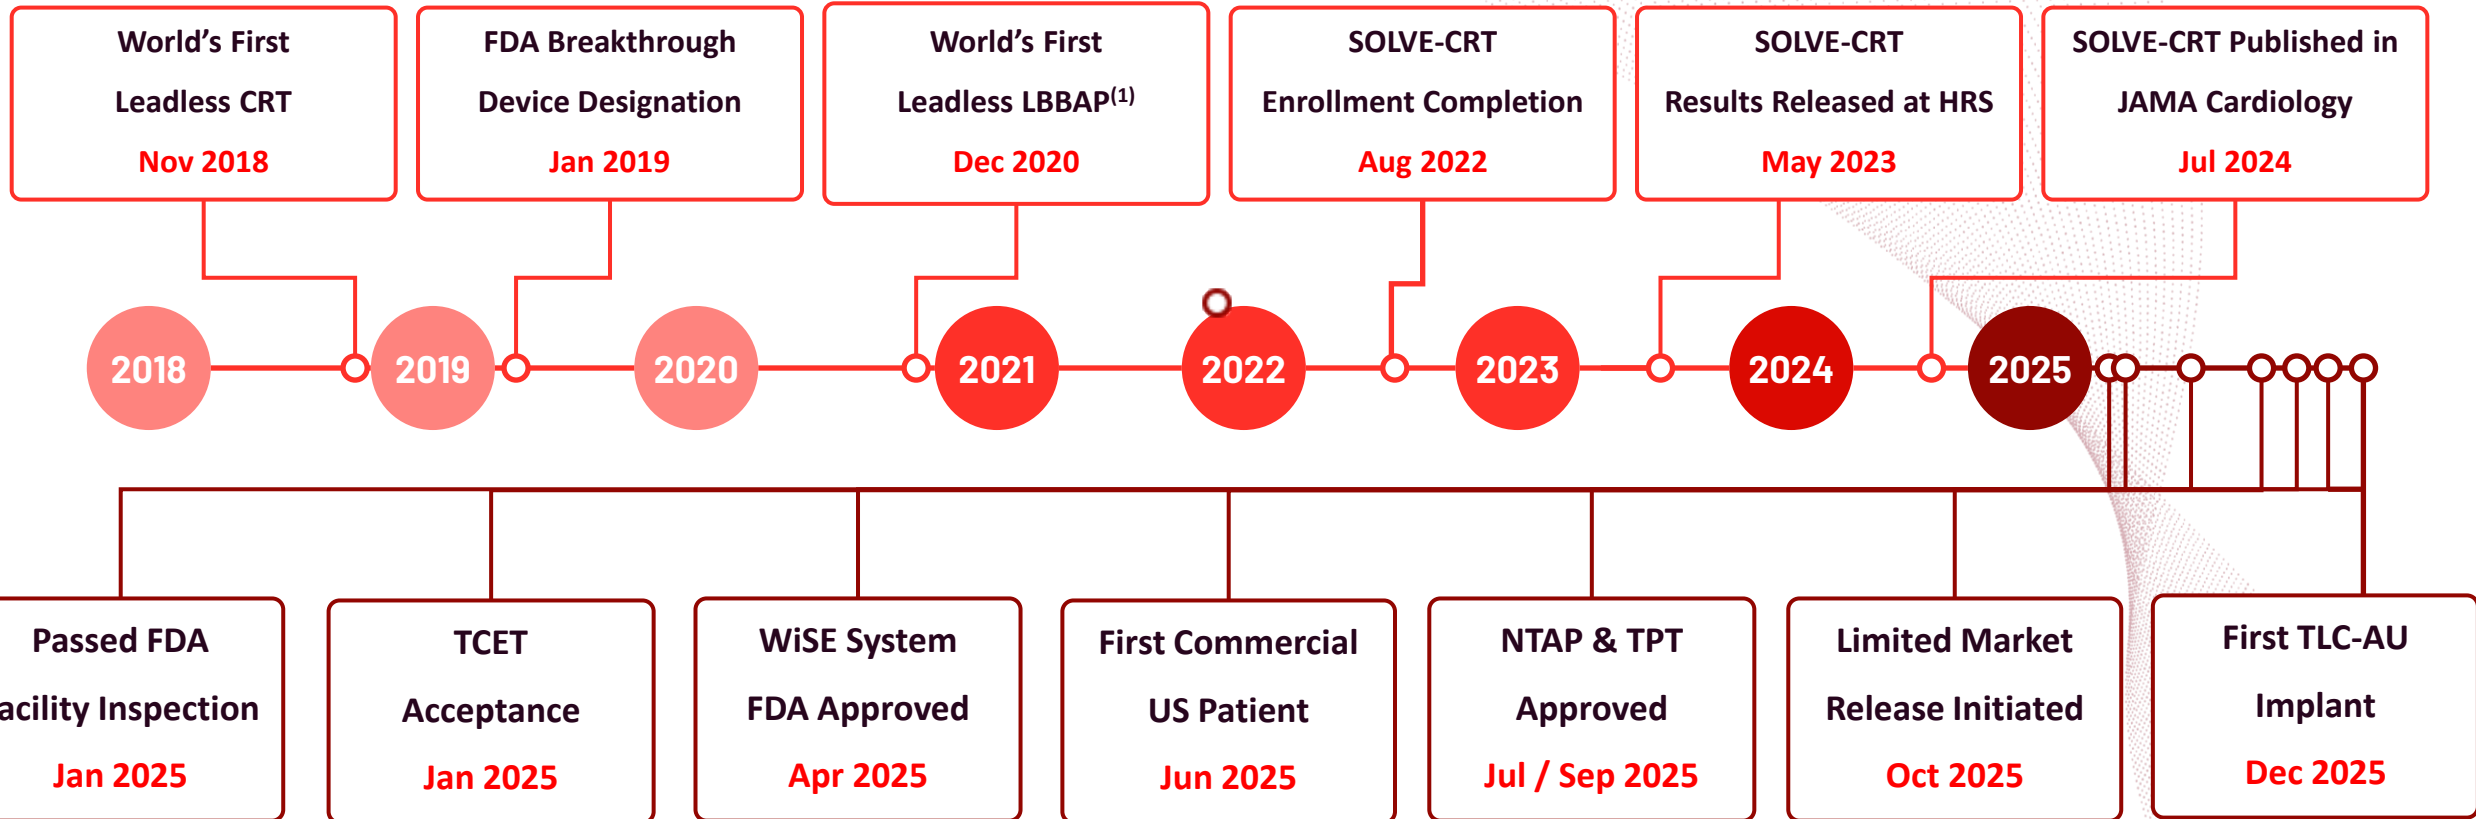 World's First
Leadless CRT
Nov 2018
FDA Breakthrough
Device Designation
Jan 2019
World's First
Leadless LBBAP(1)
Dec 2020
SOLVE-CRT
Enrollment Completion
Aug 2022
SOLVE-CRT
Results Released at HRS
May 2023
SOLVE-CRT Published in
JAMA Cardiology
Jul 2024
2018
2019
2020
2021
2022
2023
2024
2025
Passed FDA
acility Inspection
Jan 2025
TCET
Acceptance
Jan 2025
WiSE System
FDA Approved
Apr 2025
First Commercial
US Patient
Jun 2025
NTAP & TPT
Approved
Jul / Sep 2025
Limited Market
Release Initiated
Oct 2025
First TLC-AU
Implant
Dec 2025